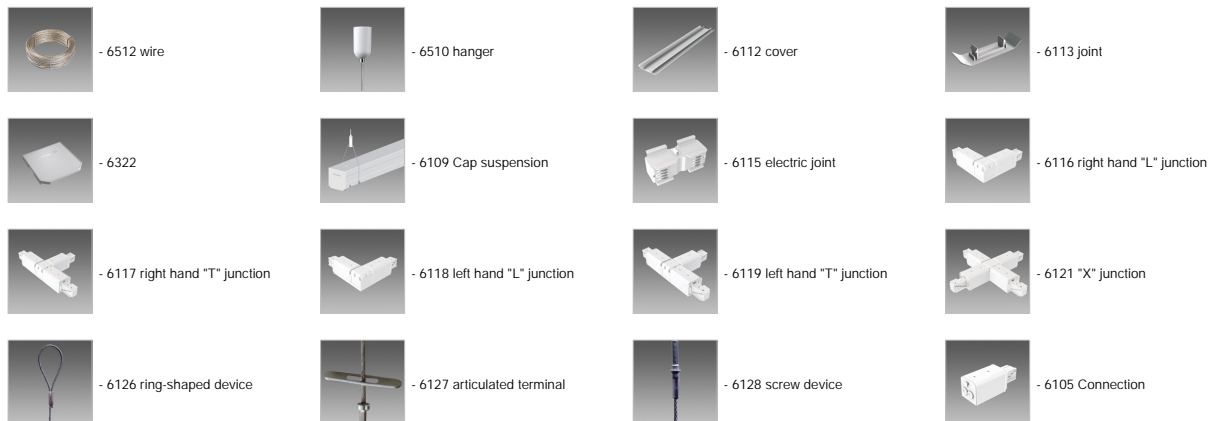 - 6512 wire
- 6510 hanger
- 6112 cover
- 6113 joint
- 6322
- 6109 Cap suspension
- 6115 electric joint
- 6116 right hand "L" junction
- 6117 right hand "T" junction
- 6118 left hand "L" junction
- 6119 left hand "T" junction
- 6121 "X" junction
- 6126 ring-shaped device
- 6127 articulated terminal
- 6128 screw device
- 6105 Connection